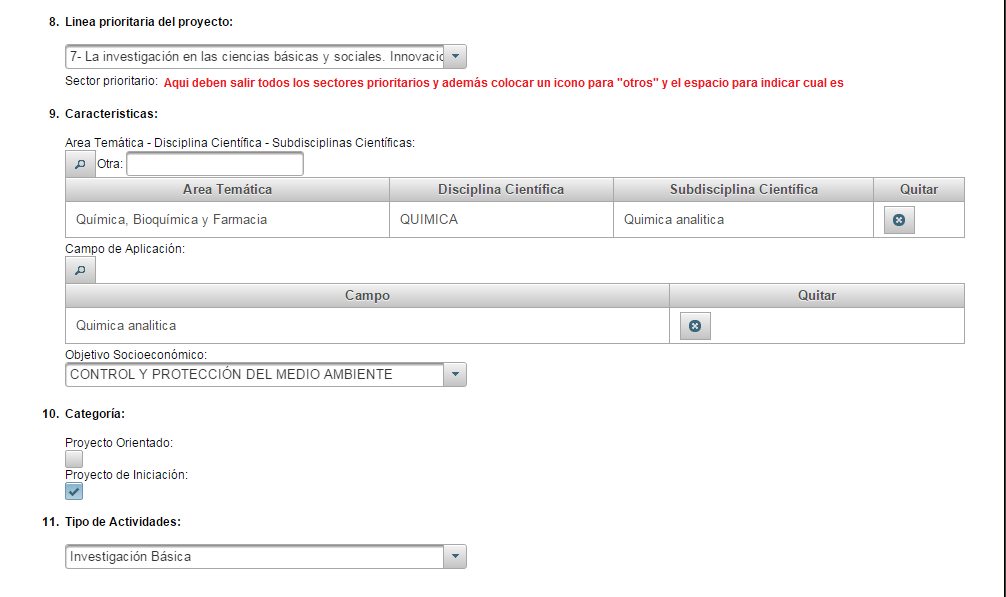 8. Linea prioritaria del proyecto:
7- La investigación en las ciencias básicas y sociales. Innovacio
Sector prioritario: Aqui deben salir todos los sectores prioritarios y además colocar un icono para "otros" y el espacio para indicar cual es
9. Caracteristicas:
Area Temática - Disciplina Científica - Subdisciplinas Científicas:
Otra:
Area Temática Disciplina Científica Subdisciplina Científica Quitar
Química, Bioquímica y Farmacia QUIMICA Quimica analitica
Campo de Aplicación:
Campo Quitar
Quimica analitica
Objetivo Socioeconómico:
CONTROL Y PROTECCIÓN DEL MEDIO AMBIENTE
10. Categoría:
Proyecto Orientado:
Proyecto de Iniciación:
11. Tipo de Actividades:
Investigación Básica